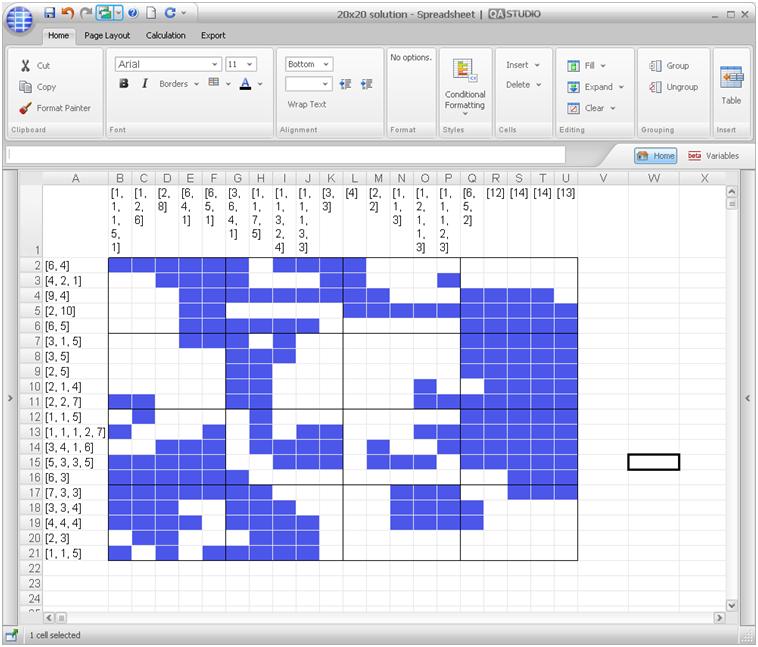 20x20 solution - Spreadsheet | QA STUDIO
Home Page Layout Calculation Export
Cut
Copy
Format Painter
Clipboard
Arial 11
B I Borders A
Font
Bottom
Wrap Text
Alignment
No options.
Format
Conditional
Formatting
Styles
Insert
Delete
Cells
Fill
Expand
Clear
Editing
Group
Ungroup
Grouping
Table
Insert
Home beta Variables
A B C D E F G H I J K L M N O P Q R S T U V W X
[1, [1, [2, [6, [6, [3, [1, [1, [1, [3, [4] [2, [1, [1, [1, [6, [12] [14] [14] [13]
1, 2, 8] 4, 5, 6, 1, 1, 1, 3] 2] 1, 2, 1, 5,
1, 6] 1] 1] 4, 7, 3, 1, 3] 1, 1, 2]
5, 1] 5] 2, 3, 1, 2,
1] 4] 3] 3] 3]
1
2 [6, 4]
3 [4, 2, 1]
4 [9, 4]
5 [2, 10]
6 [6, 5]
7 [3, 1, 5]
8 [3, 5]
9 [2, 5]
10 [2, 1, 4]
11 [2, 2, 7]
12 [1, 1, 5]
13 [1, 1, 1, 2, 7]
14 [3, 4, 1, 6]
15 [5, 3, 3, 5]
16 [6, 3]
17 [7, 3, 3]
18 [3, 3, 4]
19 [4, 4, 4]
20 [2, 3]
21 [1, 1, 5]
22
23
24
1 cell selected